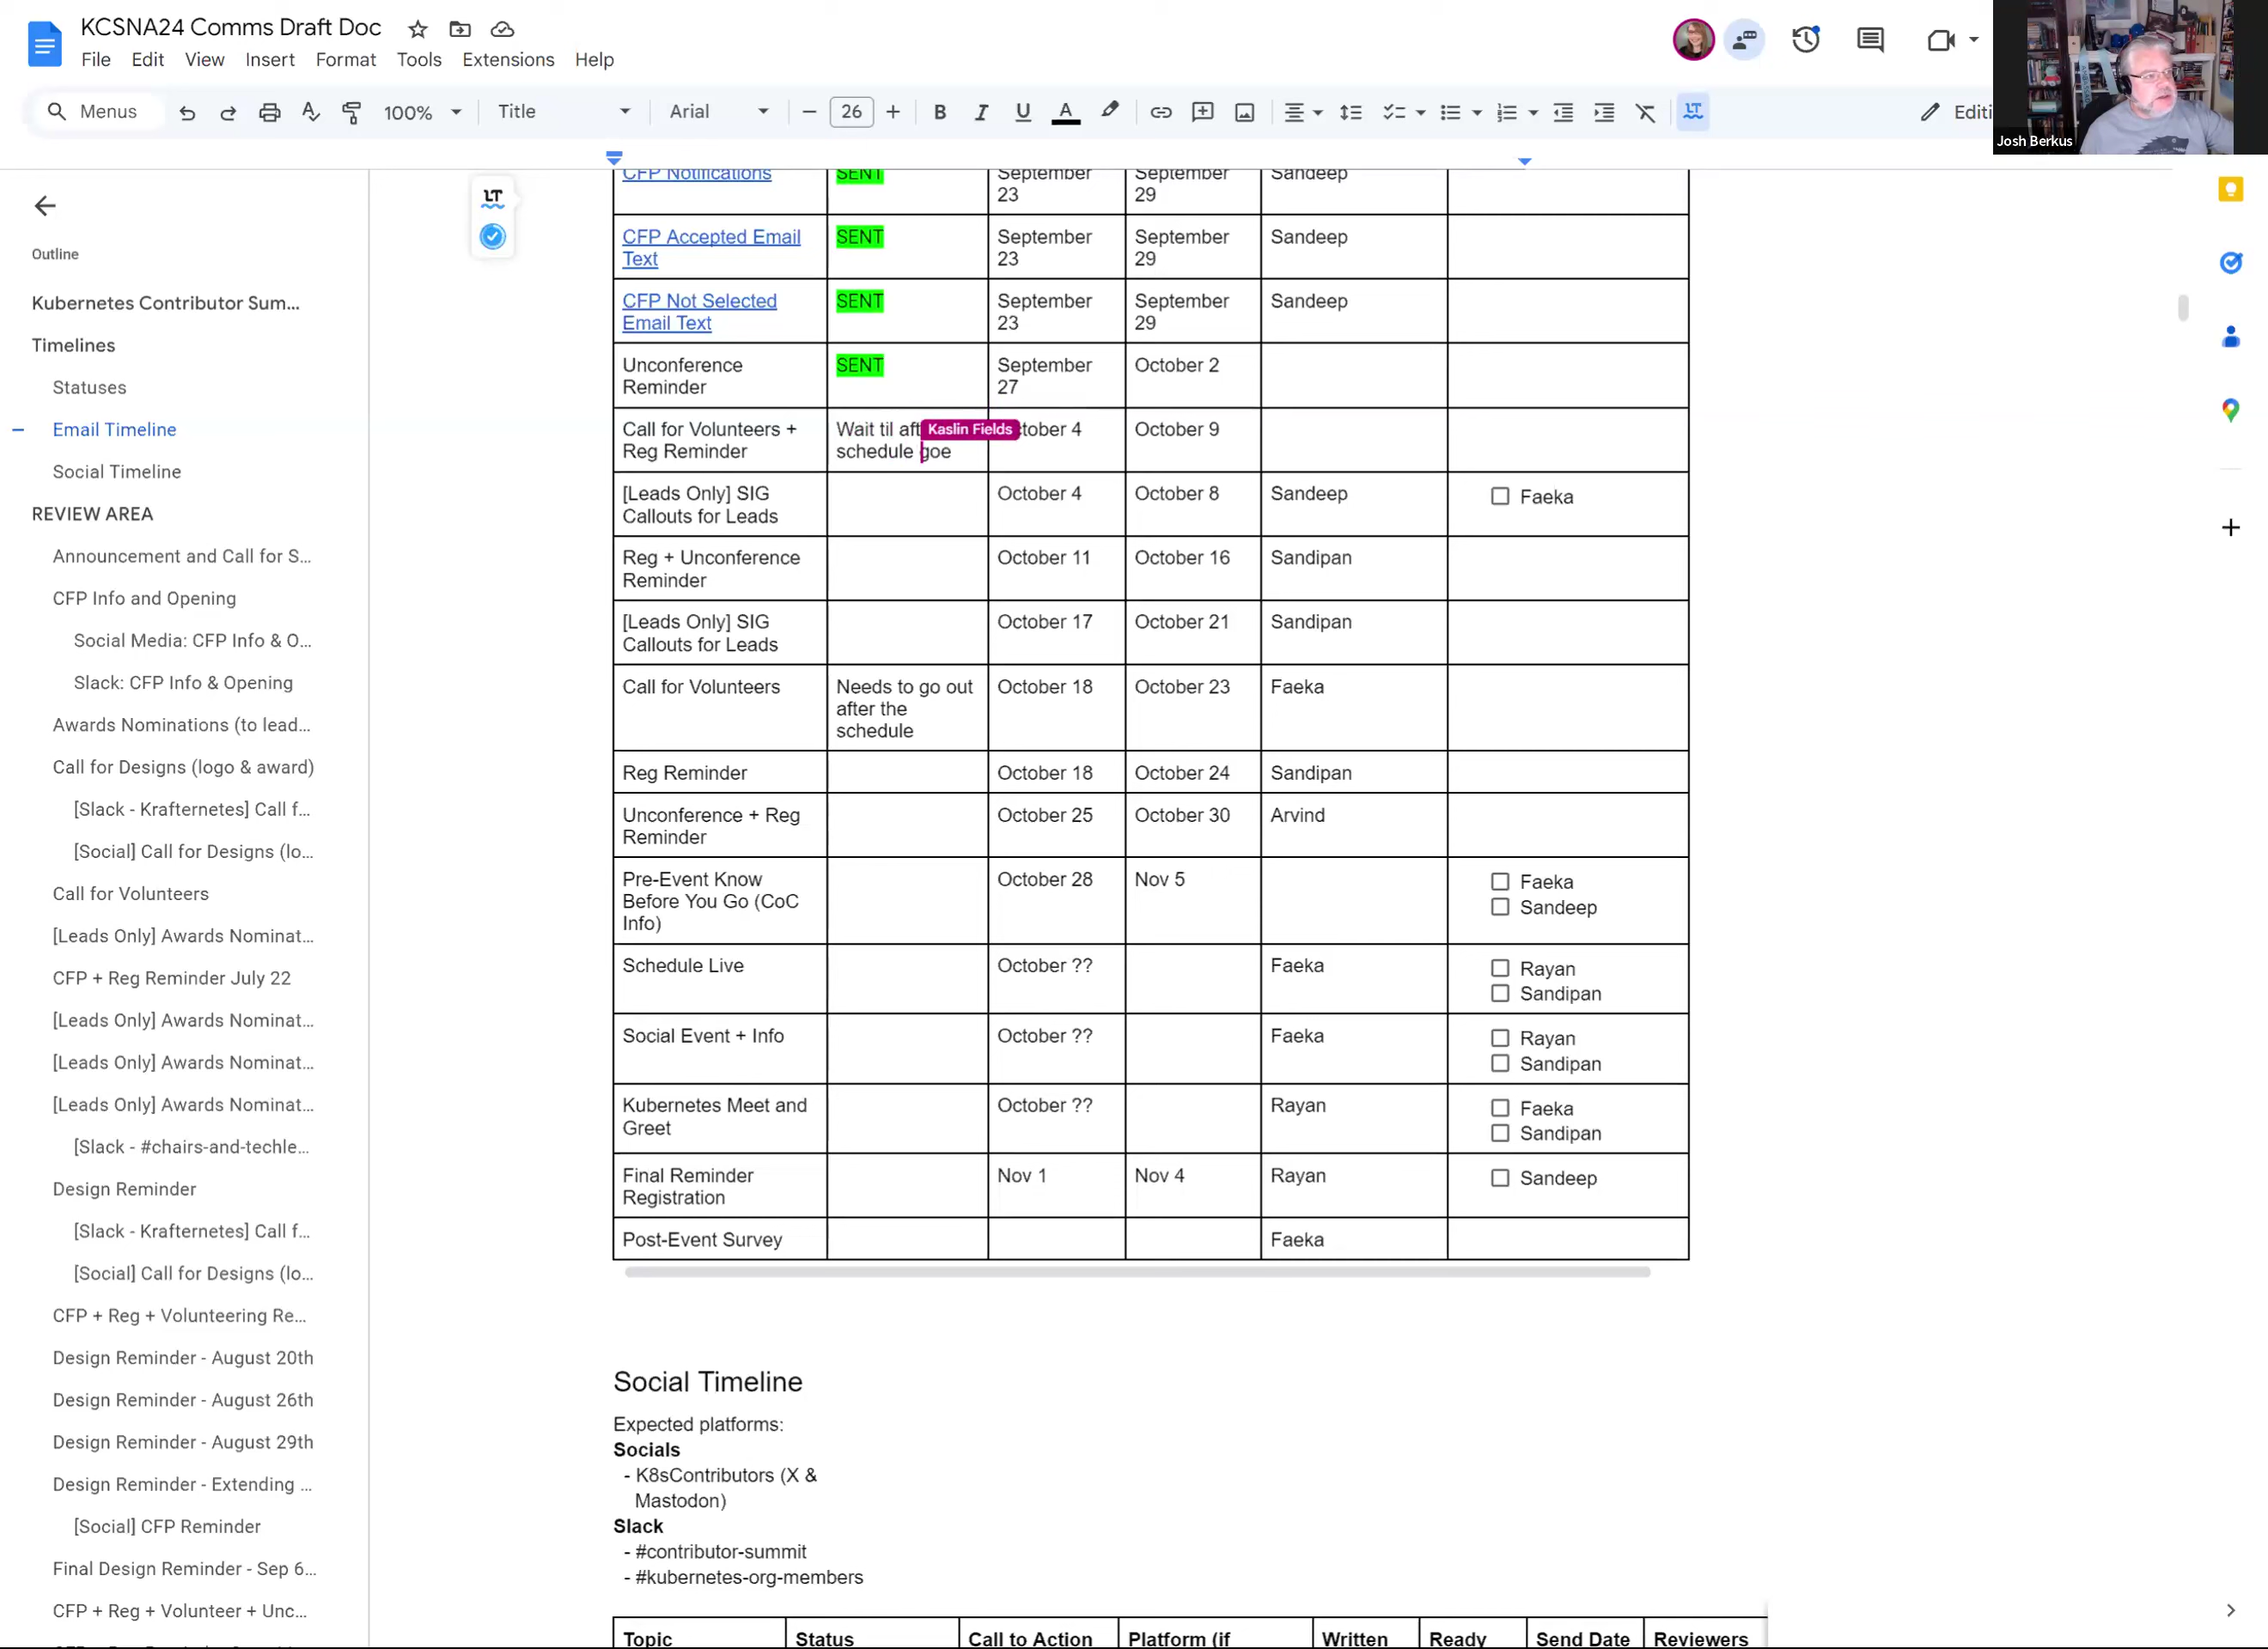 KCSNA24 Comms Draft Doc
File Edit View Insert Format Tools Extensions Help
Josh Berkus
Menus 100% Title Arial 26 B I U A LT Editi
LT
Outline
Kubernetes Contributor Sum...
Timelines
Statuses
Email Timeline
Social Timeline
REVIEW AREA
Announcement and Call for S...
CFP Info and Opening
Social Media: CFP Info & O...
Slack: CFP Info & Opening
Awards Nominations (to lead...
Call for Designs (logo & award)
[Slack - Krafternetes] Call f...
[Social] Call for Designs (lo...
Call for Volunteers
[Leads Only] Awards Nominat...
CFP + Reg Reminder July 22
[Leads Only] Awards Nominat...
[Leads Only] Awards Nominat...
[Leads Only] Awards Nominat...
[Slack - #chairs-and-techle...
Design Reminder
[Slack - Krafternetes] Call f...
[Social] Call for Designs (lo...
CFP + Reg + Volunteering Re...
Design Reminder - August 20th
Design Reminder - August 26th
Design Reminder - August 29th
Design Reminder - Extending ...
[Social] CFP Reminder
Final Design Reminder - Sep 6...
CFP + Reg + Volunteer + Unc...
CFP Notifications SENT September 23 September 29 Sandeep
CFP Accepted Email Text SENT September 23 September 29 Sandeep
CFP Not Selected Email Text SENT September 23 September 29 Sandeep
Unconference Reminder SENT September 27 October 2
Call for Volunteers + Reg Reminder Wait til aft schedule goe Kaslin Fields tober 4 October 9
[Leads Only] SIG Callouts for Leads October 4 October 8 Sandeep Faeka
Reg + Unconference Reminder October 11 October 16 Sandipan
[Leads Only] SIG Callouts for Leads October 17 October 21 Sandipan
Call for Volunteers Needs to go out after the schedule October 18 October 23 Faeka
Reg Reminder October 18 October 24 Sandipan
Unconference + Reg Reminder October 25 October 30 Arvind
Pre-Event Know Before You Go (CoC Info) October 28 Nov 5 Faeka Sandeep
Schedule Live October ?? Faeka Rayan Sandipan
Social Event + Info October ?? Faeka Rayan Sandipan
Kubernetes Meet and Greet October ?? Rayan Faeka Sandipan
Final Reminder Registration Nov 1 Nov 4 Rayan Sandeep
Post-Event Survey Faeka
Social Timeline
Expected platforms:
Socials
- K8sContributors (X &
Mastodon)
Slack
- #contributor-summit
- #kubernetes-org-members
Topic Status Call to Action Platform (if Written Ready Send Date Reviewers